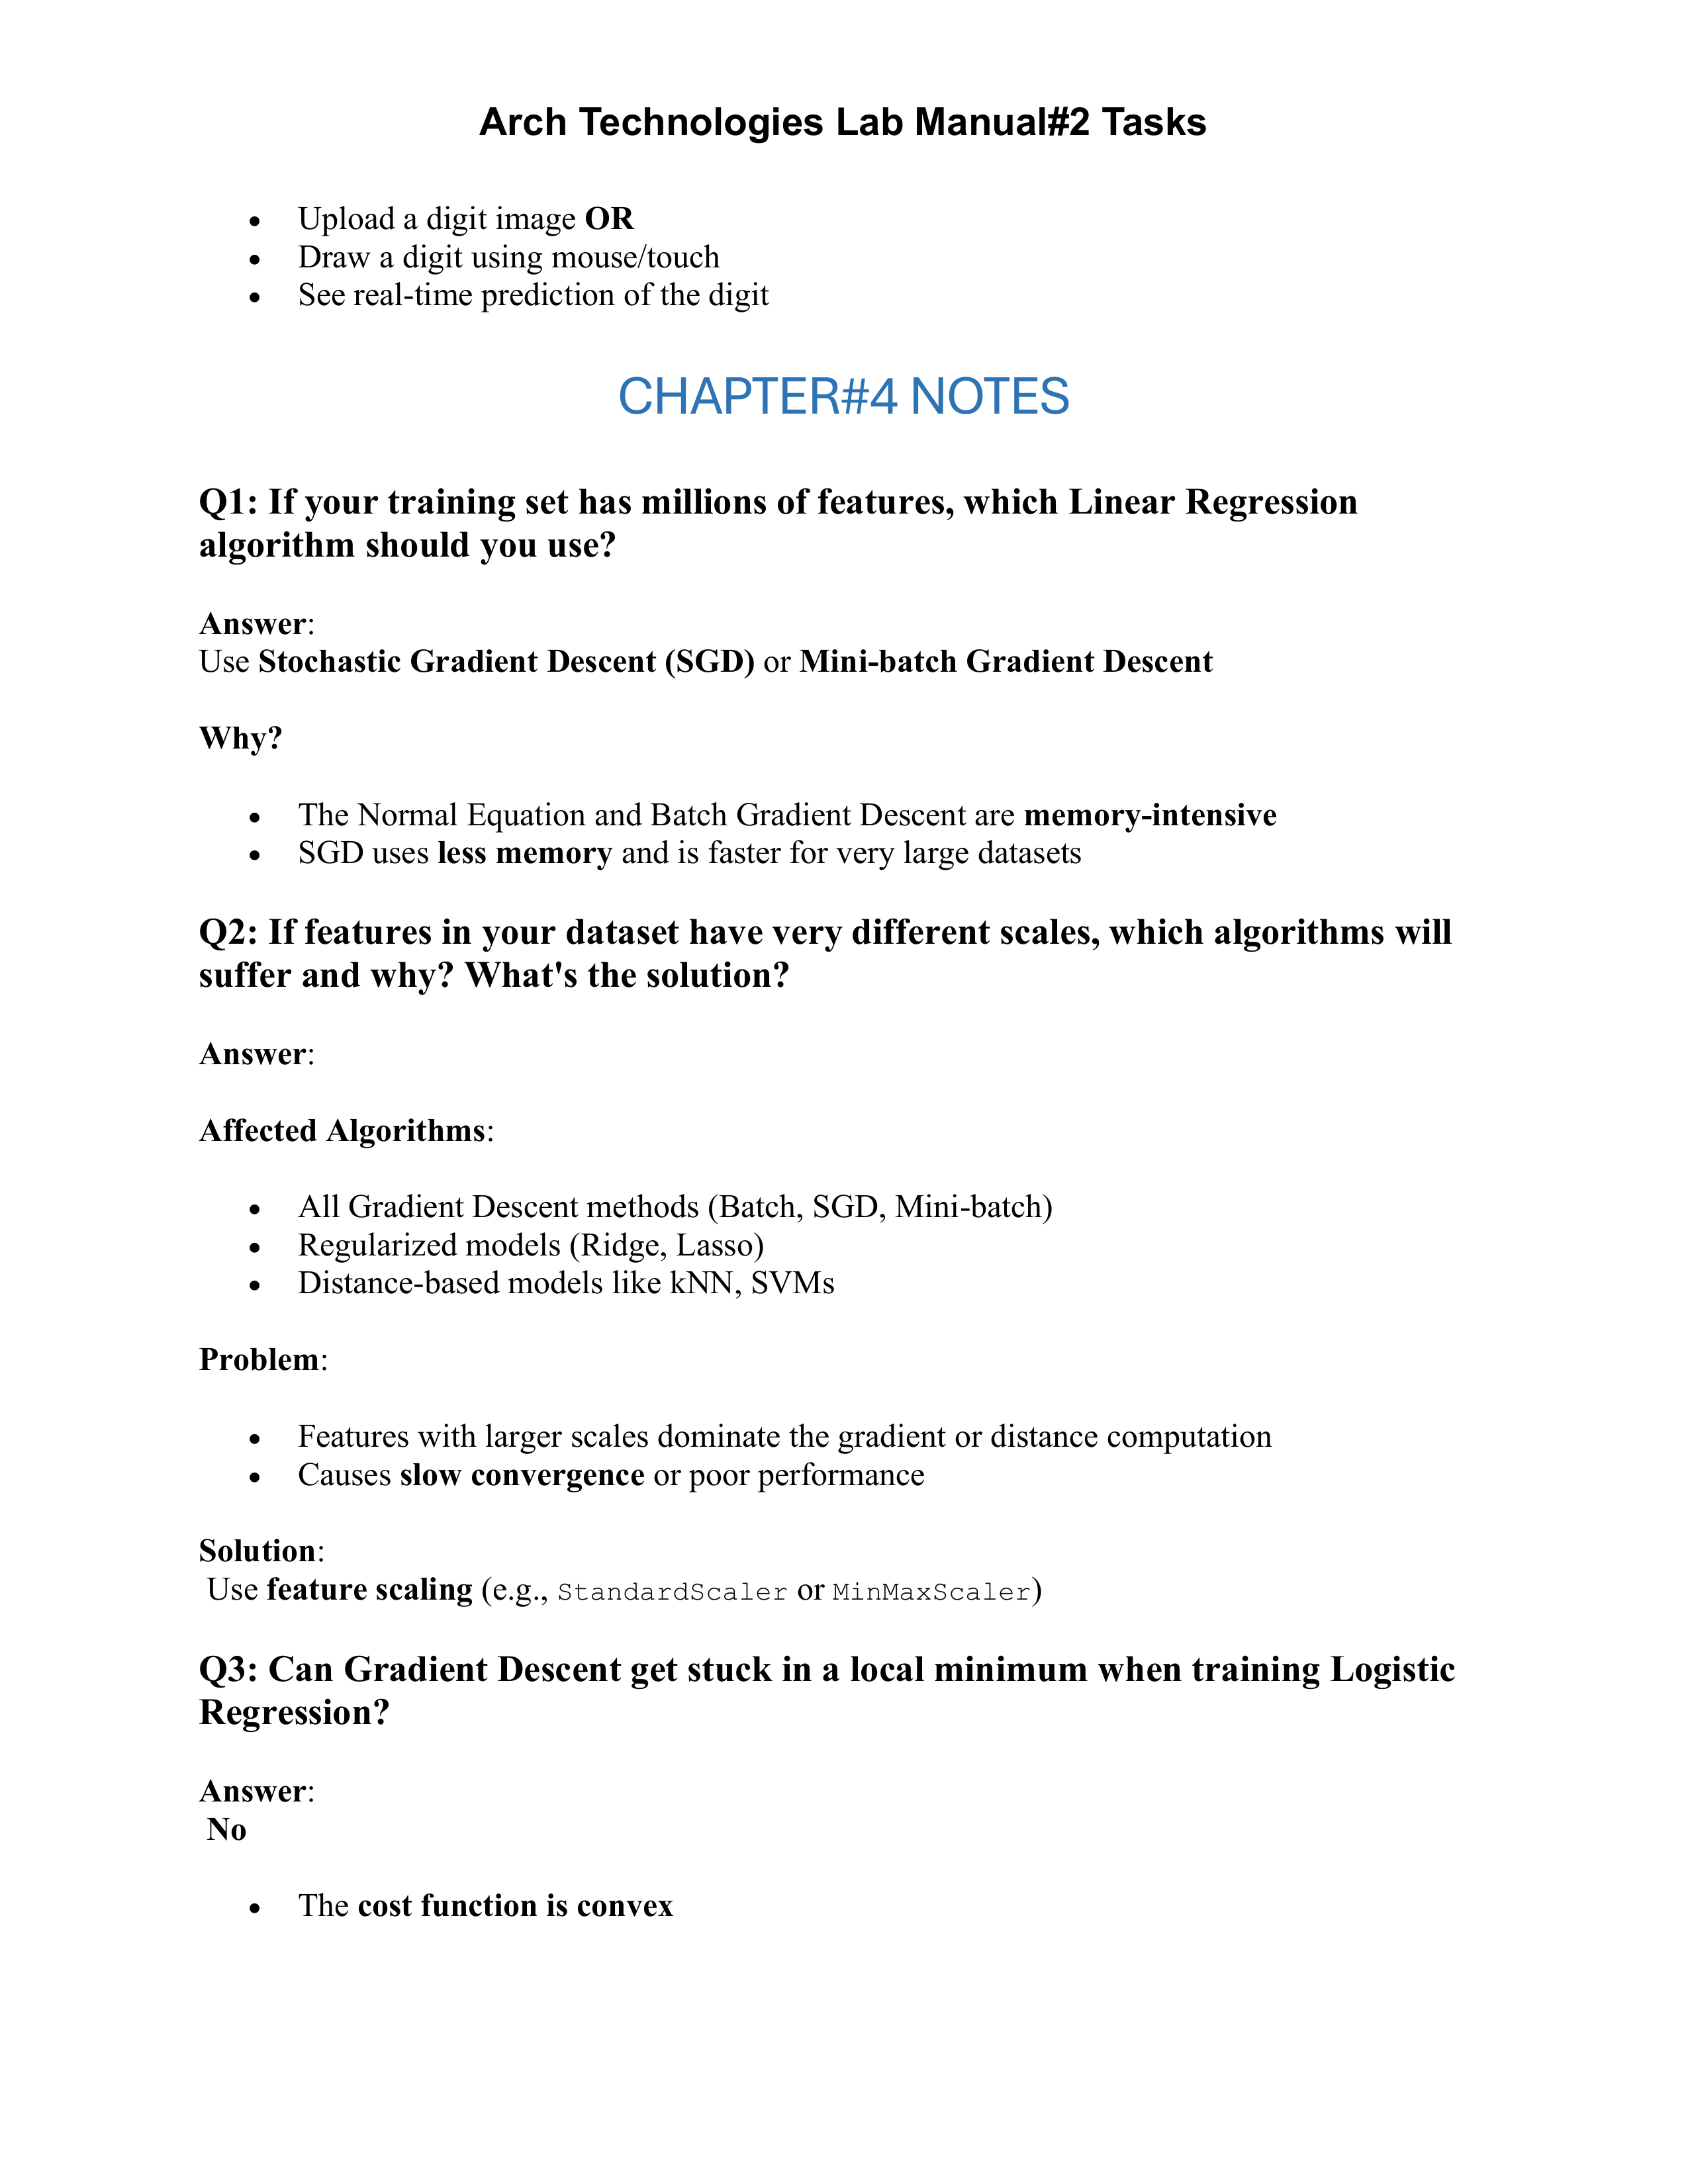 Arch Technologies Lab Manual#2 Tasks
• Upload a digit image OR
• Draw a digit using mouse/touch
• See real-time prediction of the digit
CHAPTER#4 NOTES
Q1: If your training set has millions of features, which Linear Regression
algorithm should you use?
Answer:
Use Stochastic Gradient Descent (SGD) or Mini-batch Gradient Descent
Why?
• The Normal Equation and Batch Gradient Descent are memory-intensive
• SGD uses less memory and is faster for very large datasets
Q2: If features in your dataset have very different scales, which algorithms will
suffer and why? What's the solution?
Answer:
Affected Algorithms:
• All Gradient Descent methods (Batch, SGD, Mini-batch)
• Regularized models (Ridge, Lasso)
• Distance-based models like kNN, SVMs
Problem:
• Features with larger scales dominate the gradient or distance computation
• Causes slow convergence or poor performance
Solution:
Use feature scaling (e.g., StandardScaler or MinMaxScaler)
Q3: Can Gradient Descent get stuck in a local minimum when training Logistic
Regression?
Answer:
No
• The cost function is convex